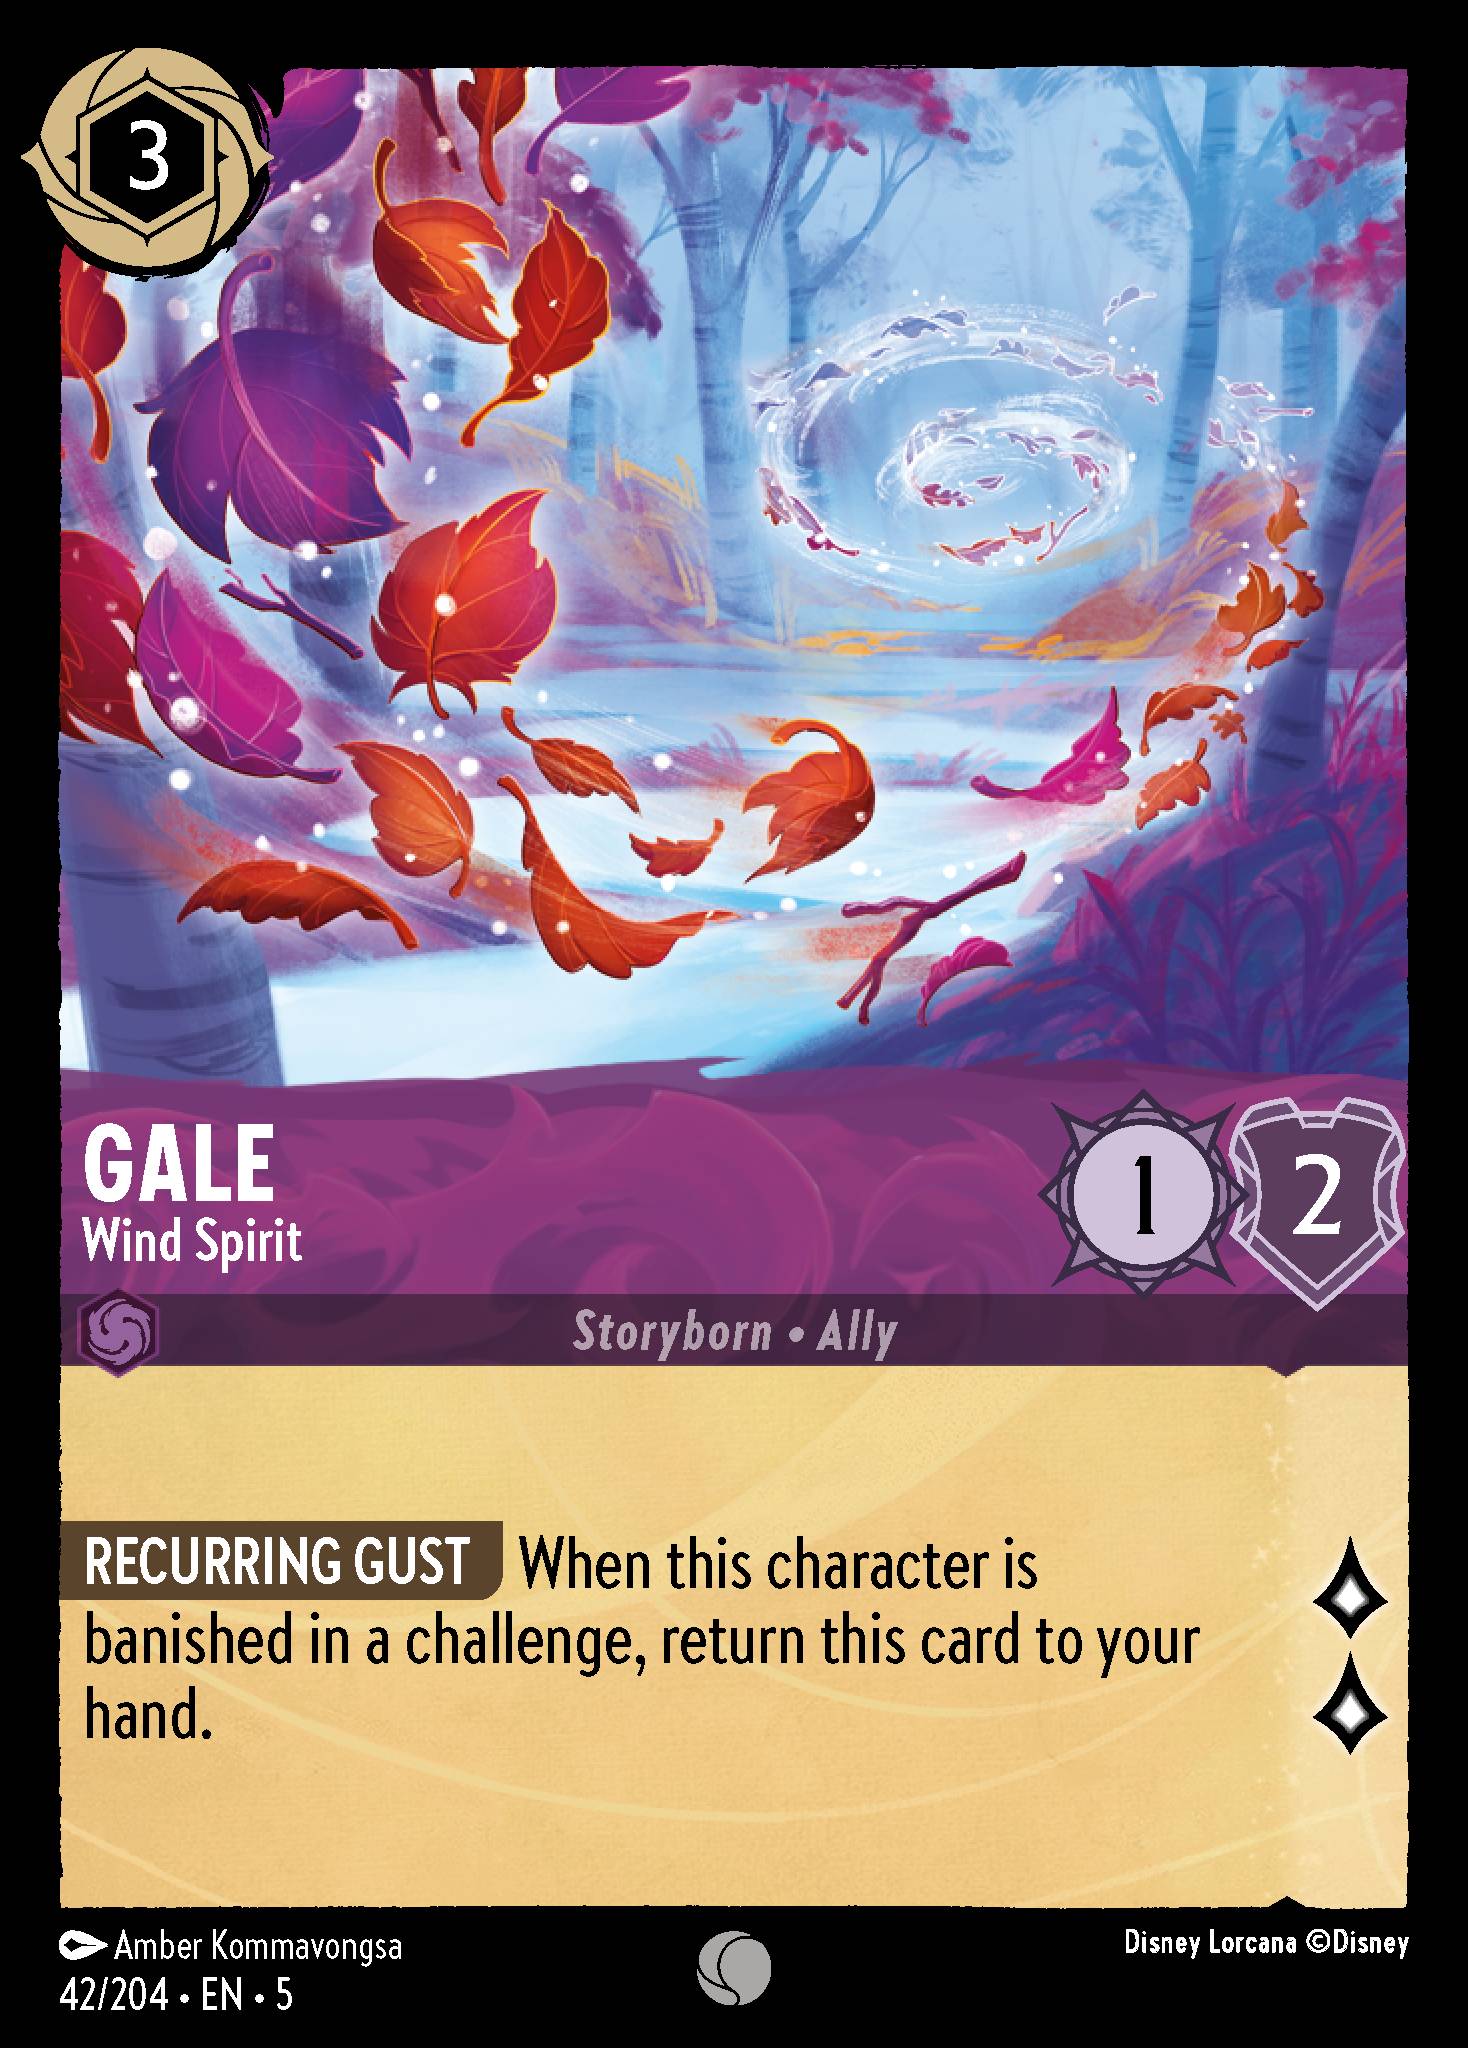 3
GALE
Wind Spirit
1
2
Storyborn • Ally
RECURRING GUST When this character is
banished in a challenge, return this card to your
hand.
Amber Kommavongsa
Disney Lorcana ©Disney
42/204 • EN • 5